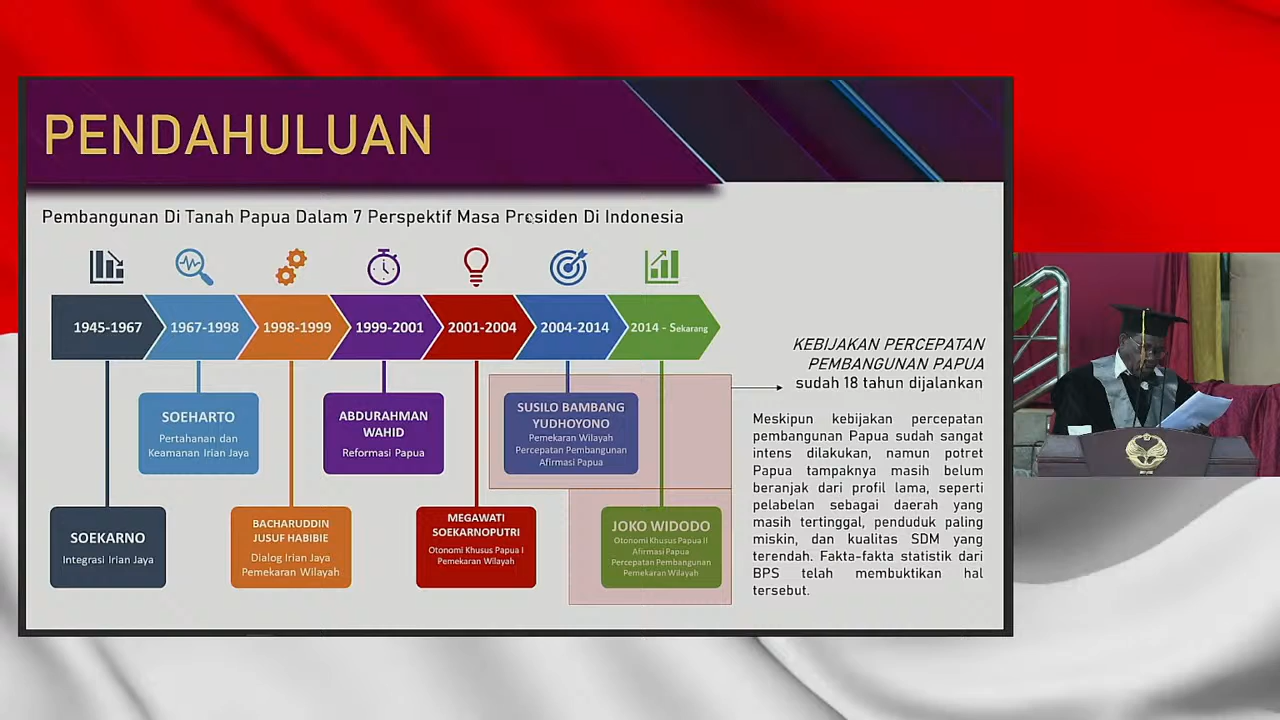 PENDAHULUAN
Pembangunan Di Tanah Papua Dalam 7 Perspektif Masa Presiden Di Indonesia
1945-1967
1967-1998
1998-1999
1999-2001
2001-2004
2004-2014
2014 - Sekarang
SOEHARTO
Pertahanan dan
Keamanan Irian Jaya
ABDURAHMAN
WAHID
Reformasi Papua
SUSILO BAMBANG
YUDHOYONO
Pemekaran Wilayah
Percepatan Pembangunan
Afirmasi Papua
SOEKARNO
Integrasi Irian Jaya
BACHARUDDIN
JUSUF HABIBIE
Dialog Irian Jaya
Pemekaran Wilayah
MEGAWATI
SOEKARNOPUTRI
Otonomi Khusus Papua I
Pemekaran Wilayah
JOKO WIDODO
Otonomi Khusus Papua II
Afirmasi Papua
Percepatan Pembangunan
Pemekaran Wilayah
KEBIJAKAN PERCEPATAN
PEMBANGUNAN PAPUA
sudah 18 tahun dijalankan
Meskipun kebijakan percepatan
pembangunan Papua sudah sangat
intens dilakukan, namun potret
Papua tampaknya masih belum
beranjak dari profil lama, seperti
pelabelan sebagai daerah yang
masih tertinggal, penduduk paling
miskin, dan kualitas SDM yang
terendah. Fakta-fakta statistik dari
BPS telah membuktikan hal
tersebut.